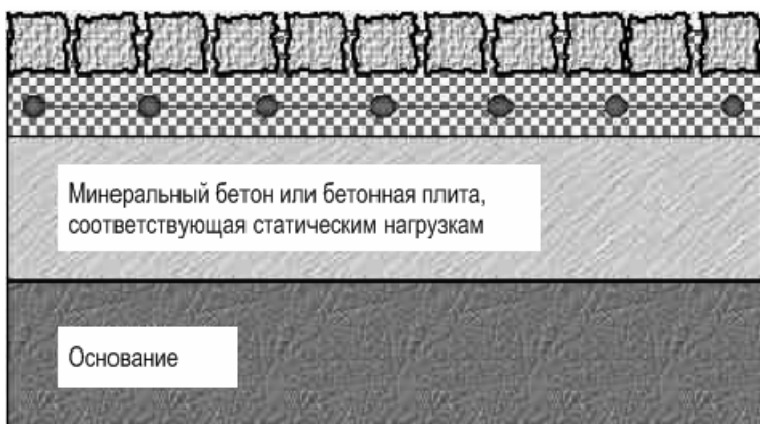 Минеральный бетон или бетонная плита,
соответствующая статическим нагрузкам
Основание